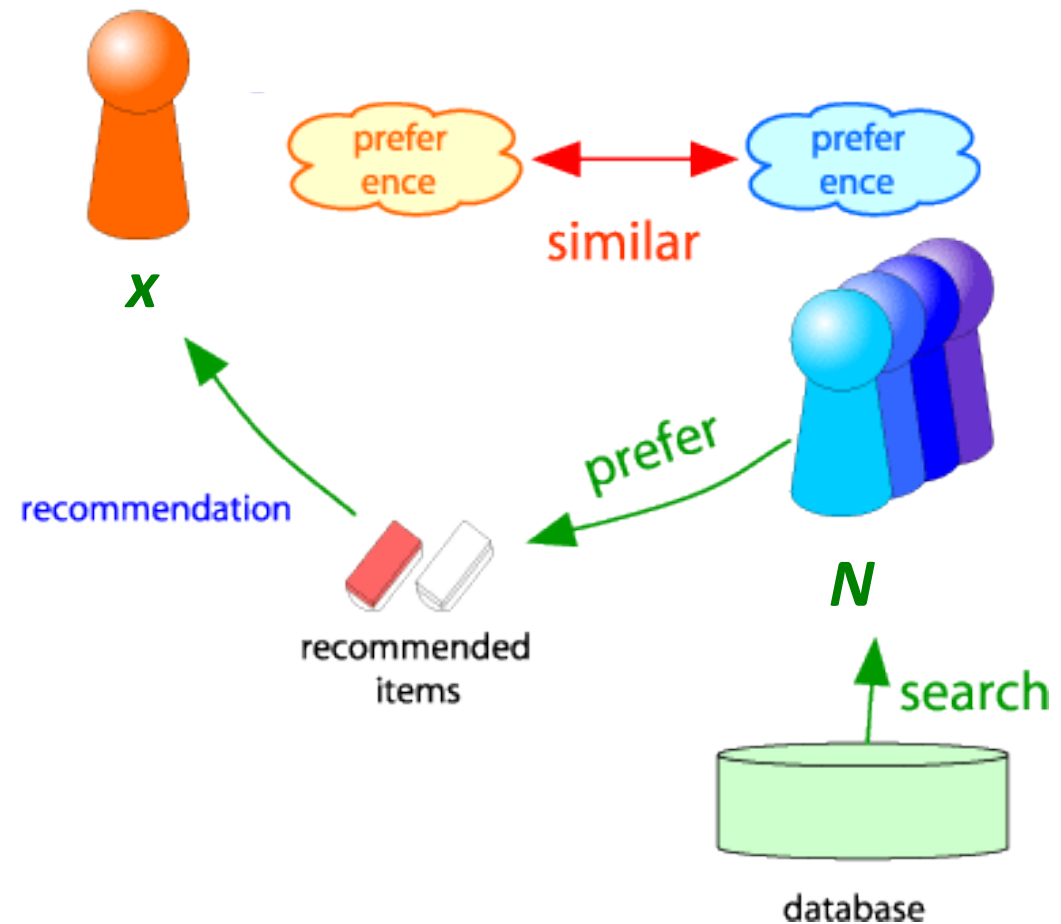 prefer
ence
prefer
ence
similar
x
prefer
recommendation
N
recommended
items
search
database